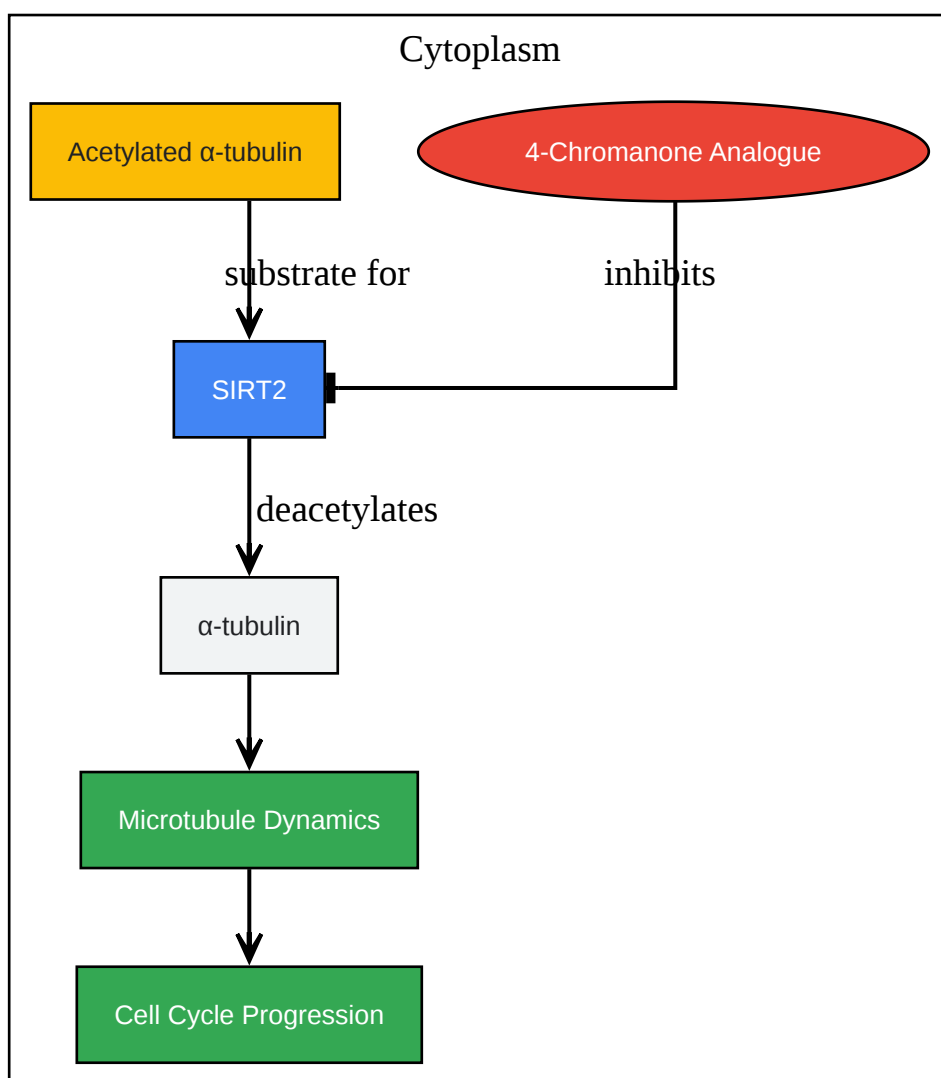 Cytoplasm
Acetylated α-tubulin
4-Chromanone Analogue
substrate for
inhibits
SIRT2
deacetylates
α-tubulin
Microtubule Dynamics
Cell Cycle Progression